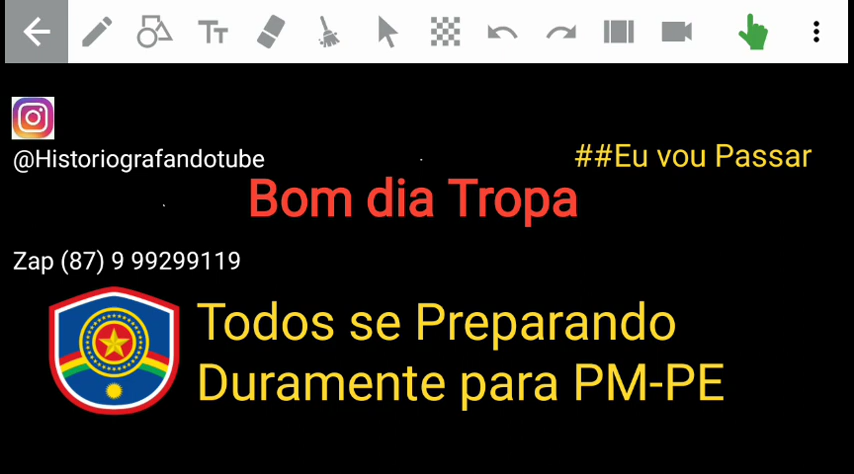 @Historiografandotube
##Eu vou Passar
Bom dia Tropa
Zap (87) 9 99299119
Todos se Preparando
Duramente para PM-PE